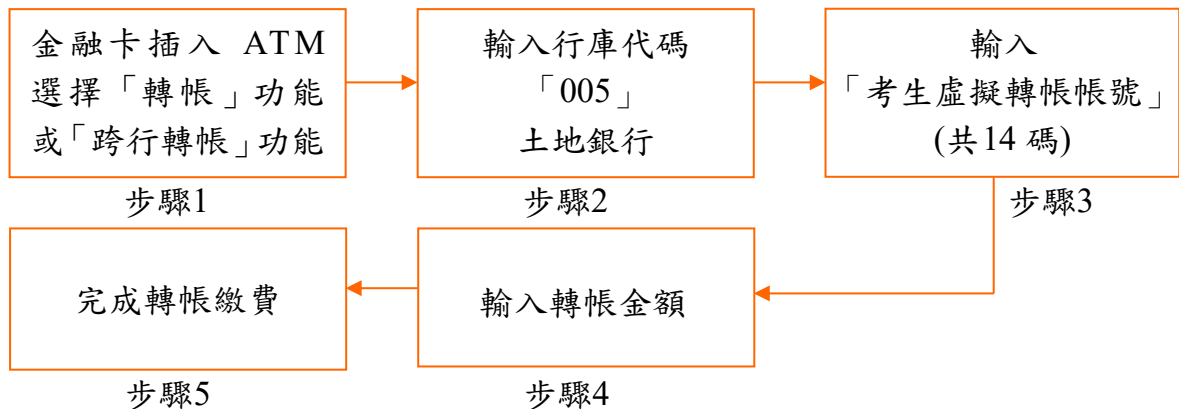 金融卡插入 ATM
選擇「轉帳」功能
或「跨行轉帳」功能
步驟1
輸入行庫代碼
「005」
土地銀行
步驟2
輸入
「考生虛擬轉帳帳號」
(共14 碼)
步驟3
輸入轉帳金額
步驟4
完成轉帳繳費
步驟5